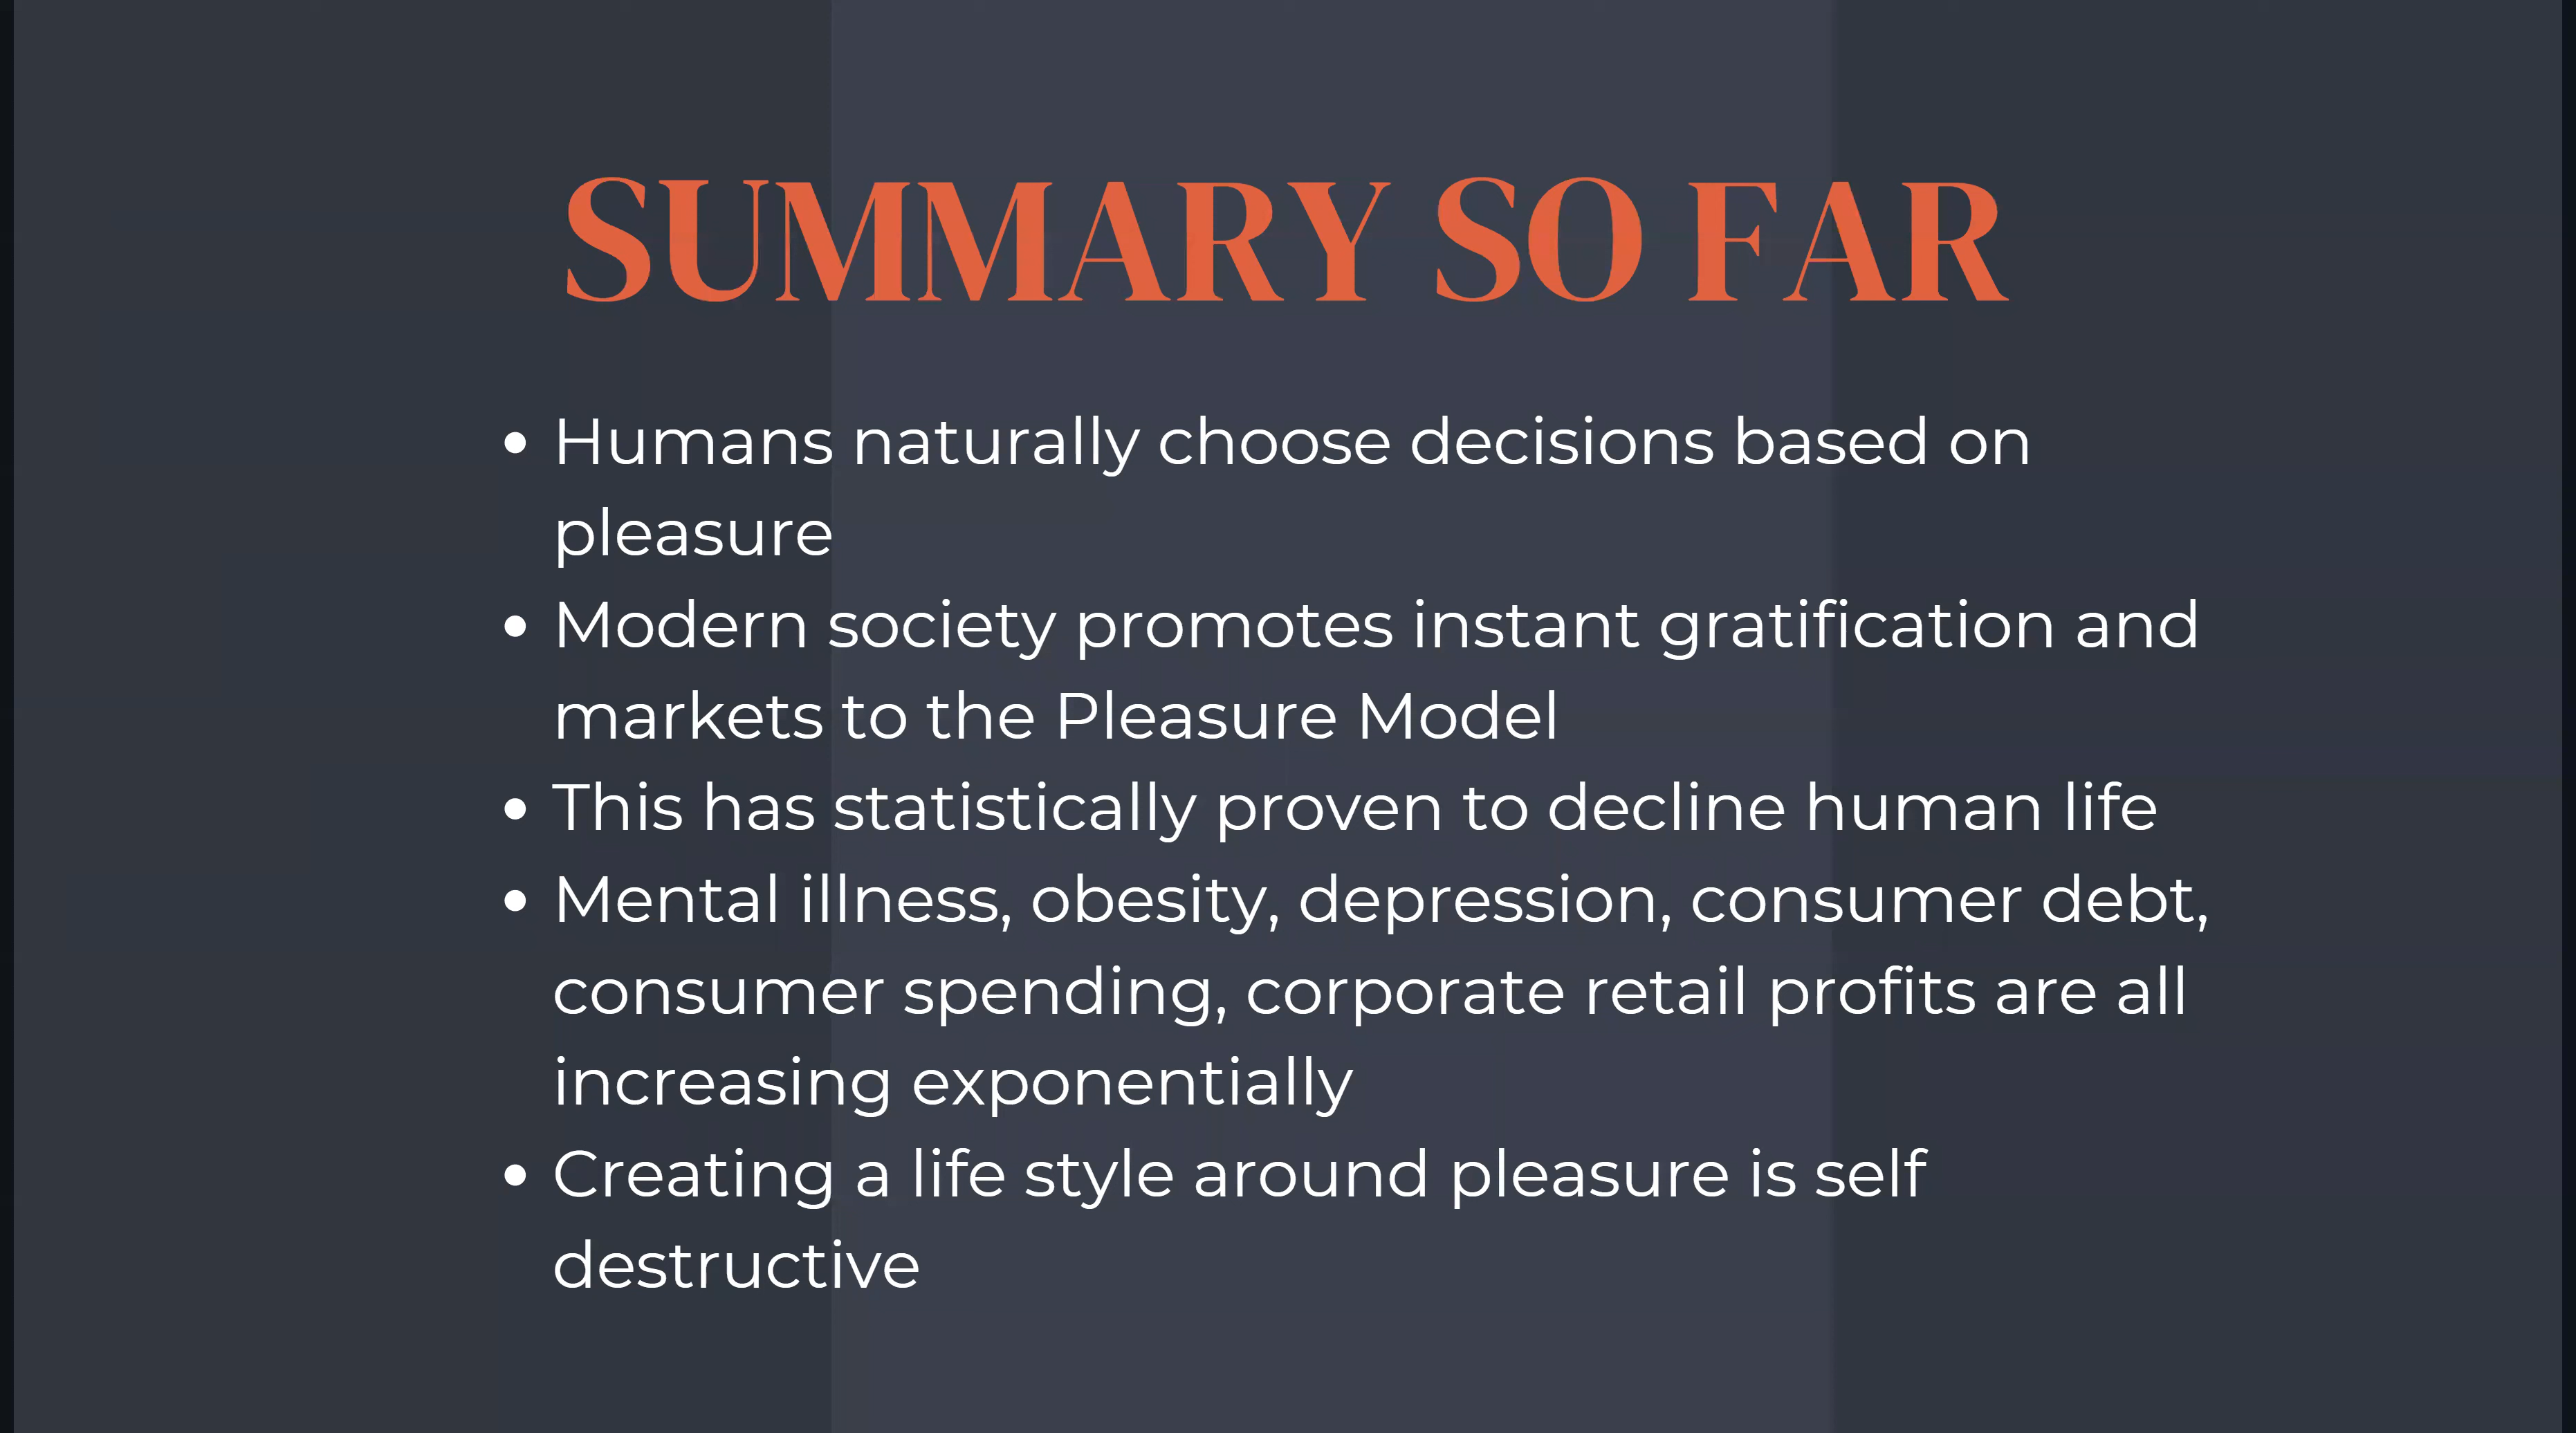 SUMMARY SO FAR
• Humans naturally choose decisions based on
pleasure
• Modern society promotes instant gratification and
markets to the Pleasure Model
• This has statistically proven to decline human life
• Mental illness, obesity, depression, consumer debt,
consumer spending, corporate retail profits are all
increasing exponentially
• Creating a life style around pleasure is self
destructive